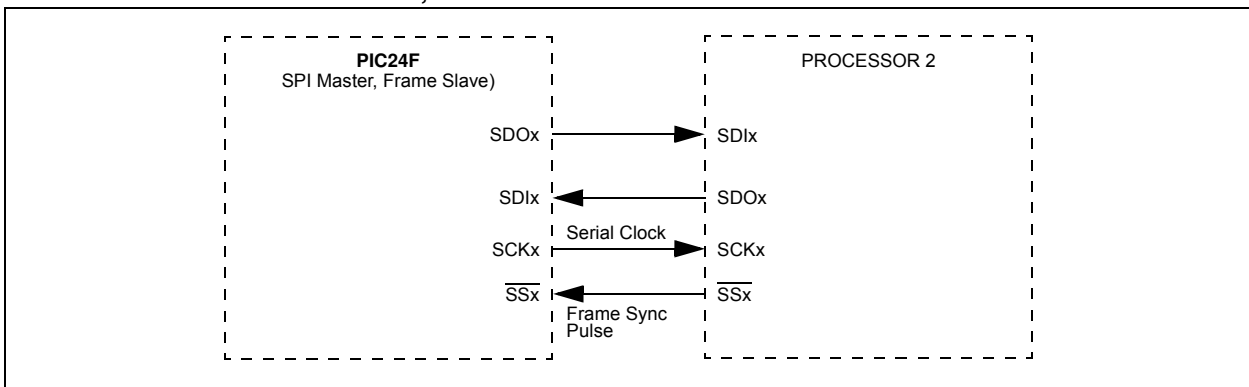 PIC24F
SPI Master, Frame Slave)
PROCESSOR 2
SDOx
SDIx
SDIx
SDOx
Serial Clock
SCKx
SCKx
SSx
SSx
Frame Sync
Pulse